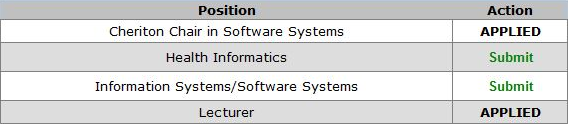 Position Action
Cheriton Chair in Software Systems APPLIED
Health Informatics Submit
Information Systems/Software Systems Submit
Lecturer APPLIED